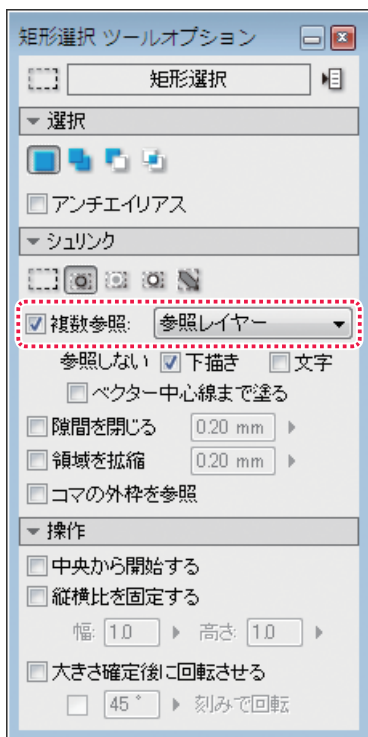 矩形選択 ツールオプション
矩形選択
選択
アンチエイリアス
シュリンク
複数参照: 参照レイヤー
参照しない 下描き 文字
ベクター中心線まで塗る
隙間を閉じる 0.20 mm
領域を拡縮 0.20 mm
コマの外枠を参照
操作
中央から開始する
縦横比を固定する
幅: 1.0 高さ: 1.0
大きさ確定後に回転させる
45 ° 刻みで回転